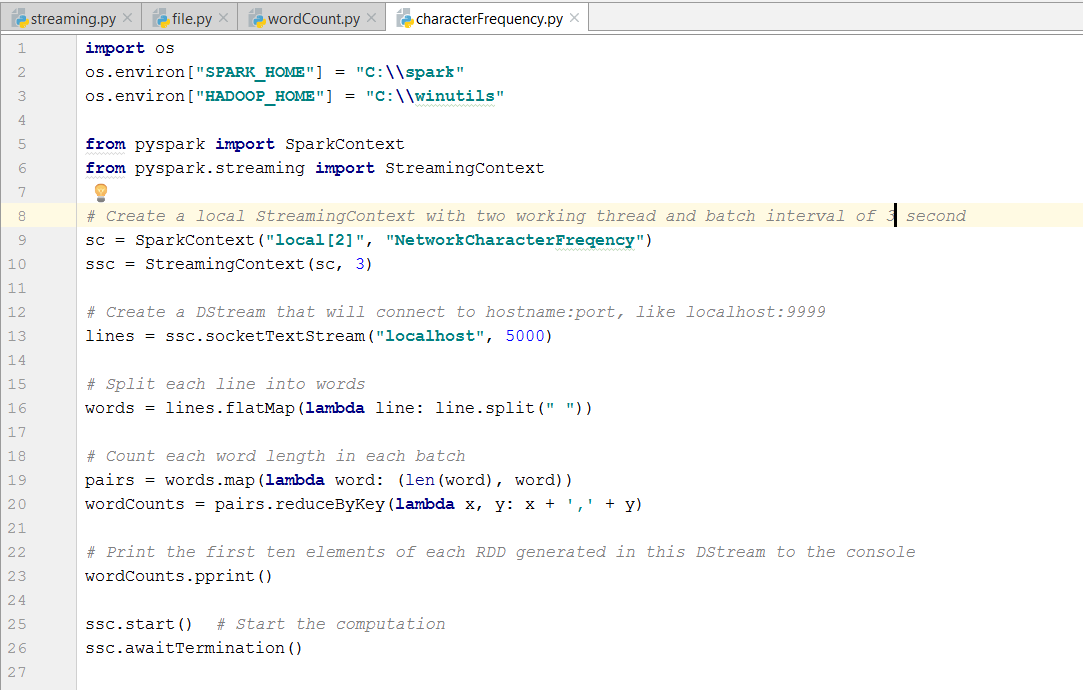 streaming.py × file.py × wordCount.py × characterFrequency.py ×
1 import os
2 os.environ["SPARK_HOME"] = "C:\\spark"
3 os.environ["HADOOP_HOME"] = "C:\\winutils"
4
5 from pyspark import SparkContext
6 from pyspark.streaming import StreamingContext
7
8 # Create a local StreamingContext with two working thread and batch interval of 3 second
9 sc = SparkContext("local[2]", "NetworkCharacterFreqency")
10 ssc = StreamingContext(sc, 3)
11
12 # Create a DStream that will connect to hostname:port, like localhost:9999
13 lines = ssc.socketTextStream("localhost", 5000)
14
15 # Split each line into words
16 words = lines.flatMap(lambda line: line.split(" "))
17
18 # Count each word length in each batch
19 pairs = words.map(lambda word: (len(word), word))
20 wordCounts = pairs.reduceByKey(lambda x, y: x + ',' + y)
21
22 # Print the first ten elements of each RDD generated in this DStream to the console
23 wordCounts.pprint()
24
25 ssc.start()  # Start the computation
26 ssc.awaitTermination()
27